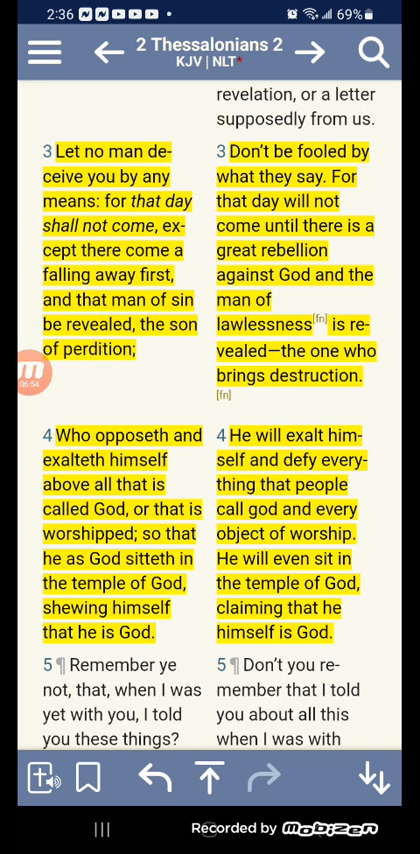 2:36
69%
2 Thessalonians 2
KJV | NLT*
revelation, or a letter
supposedly from us.
3 Let no man de-
ceive you by any
means: for that day
shall not come, ex-
cept there come a
falling away first,
and that man of sin
be revealed, the son
of perdition;
3 Don't be fooled by
what they say. For
that day will not
come until there is a
great rebellion
against God and the
man of
lawlessness[fn] is re-
vealed—the one who
brings destruction.
[fn]
06:54
4 Who opposeth and
exalteth himself
above all that is
called God, or that is
worshipped; so that
he as God sitteth in
the temple of God,
shewing himself
that he is God.
4 He will exalt him-
self and defy every-
thing that people
call god and every
object of worship.
He will even sit in
the temple of God,
claiming that he
himself is God.
5 ¶ Remember ye
not, that, when I was
yet with you, I told
you these things?
5 ¶ Don't you re-
member that I told
you about all this
when I was with
Recorded by mobizen